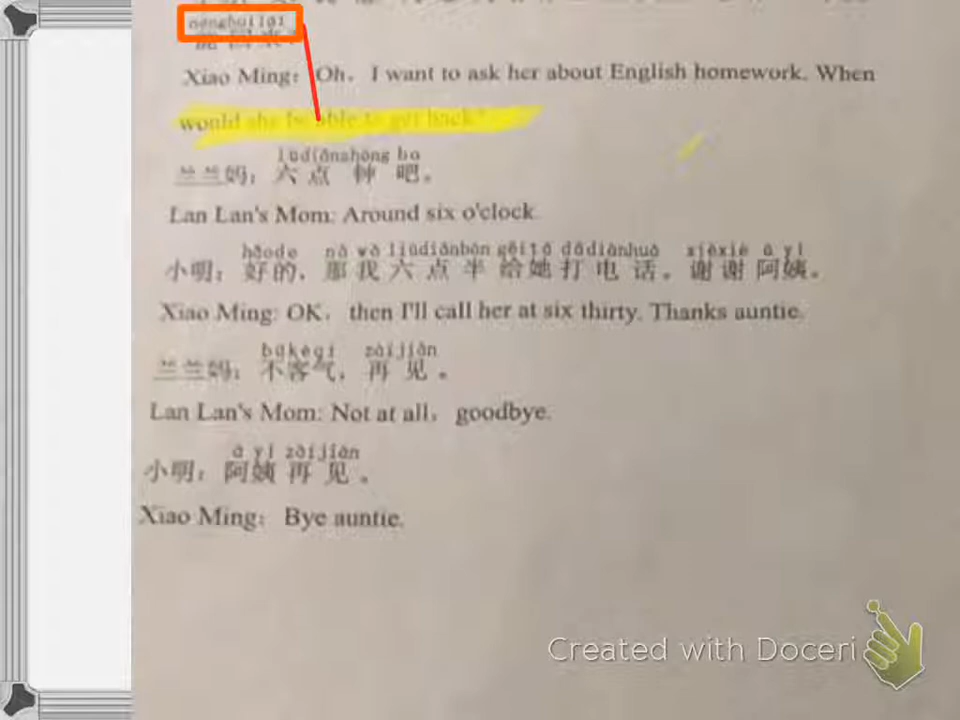 nénghuílái
Xiao Ming: Oh, I want to ask her about English homework. When
would she be able to get back?
liùdiǎnzhōng ba
兰兰妈：六点钟吧。
Lan Lan's Mom: Around six o'clock.
hǎode nà wǒ liùdiǎnbàn gěitā dǎdiànhuà xièxie ā yí
小明：好的，那我六点半给她打电话。谢谢阿姨。
Xiao Ming: OK, then I'll call her at six thirty. Thanks auntie.
búkèqi zàijiàn
兰兰妈：不客气，再见。
Lan Lan's Mom: Not at all, goodbye.
ā yí zàijiàn
小明：阿姨再见。
Xiao Ming: Bye auntie.
Created with Doceri